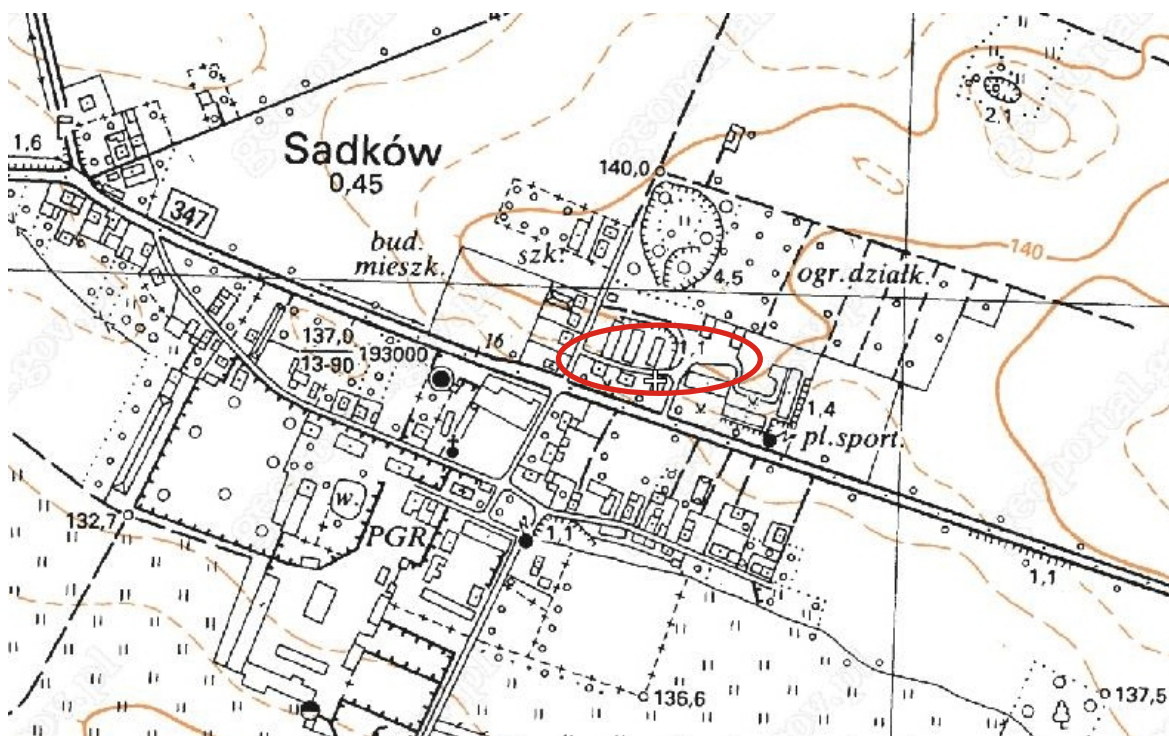 1,6
Sadków
0,45
347
bud.
mieszk.
szk.
140,0
2,1
140
4,5
ogr.działk.
137,0
13-90
193000
16
1,4
pl.sport.
132,7
w.
PGR
1,1
1,1
136,6
137,5